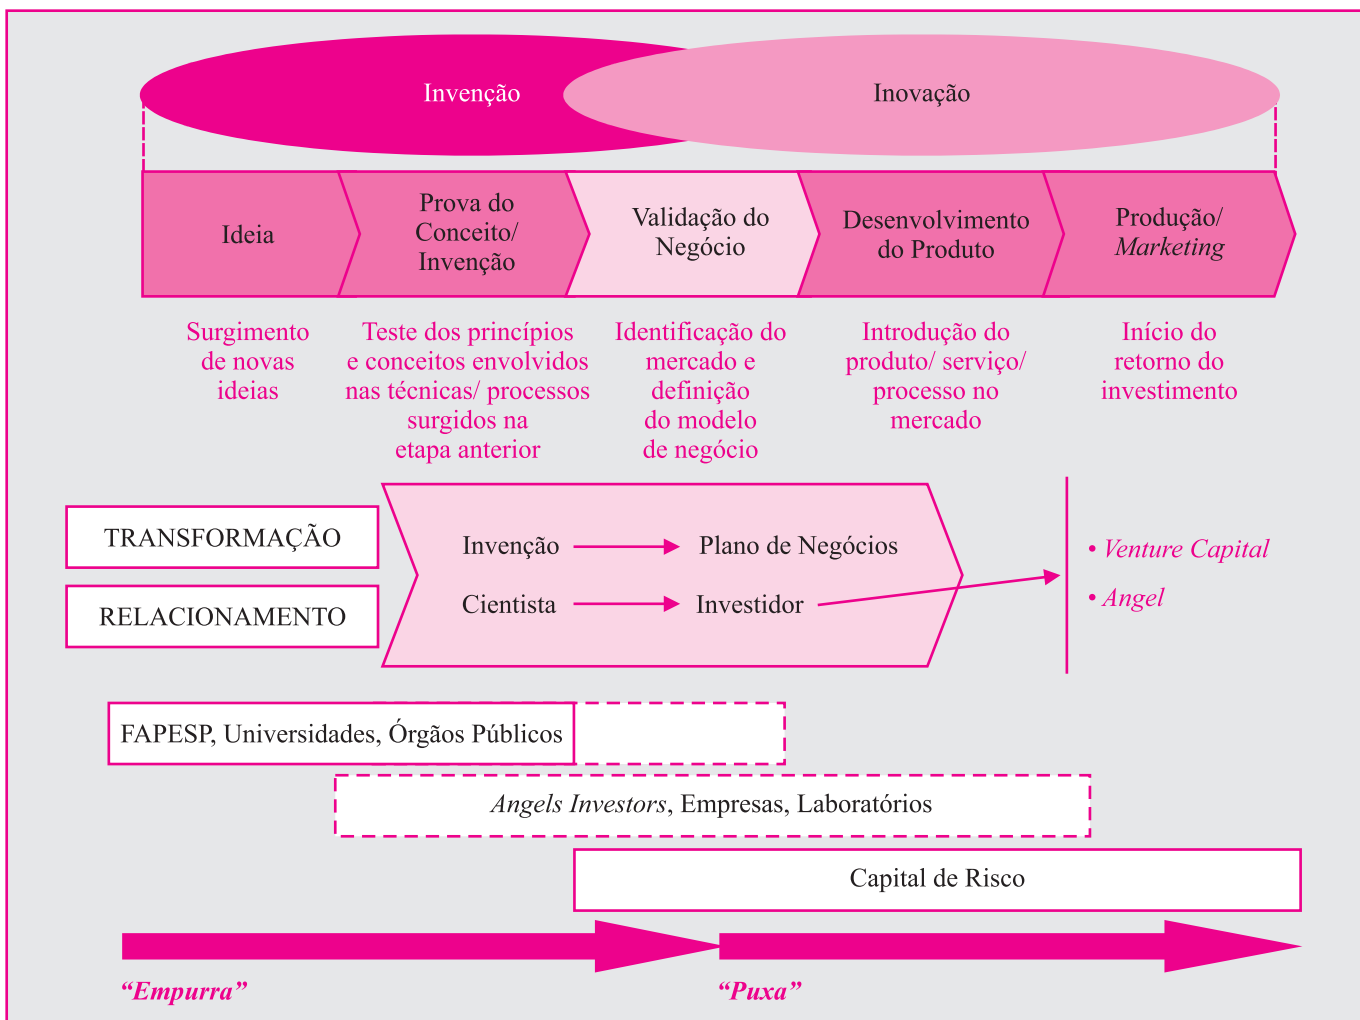 Invenção
Inovação
Ideia
Prova do
Conceito/
Invenção
Validação do
Negócio
Desenvolvimento
do Produto
Produção/
Marketing
Surgimento
de novas
ideias
Teste dos princípios
e conceitos envolvidos
nas técnicas/ processos
surgidos na
etapa anterior
Identificação do
mercado e
definição
do modelo
de negócio
Introdução do
produto/ serviço/
processo no
mercado
Início do
retorno do
investimento
TRANSFORMAÇÃO
RELACIONAMENTO
Invenção
Plano de Negócios
Cientista
Investidor
• Venture Capital
• Angel
FAPESP, Universidades, Órgãos Públicos
Angels Investors, Empresas, Laboratórios
Capital de Risco
“Empurra”
“Puxa”